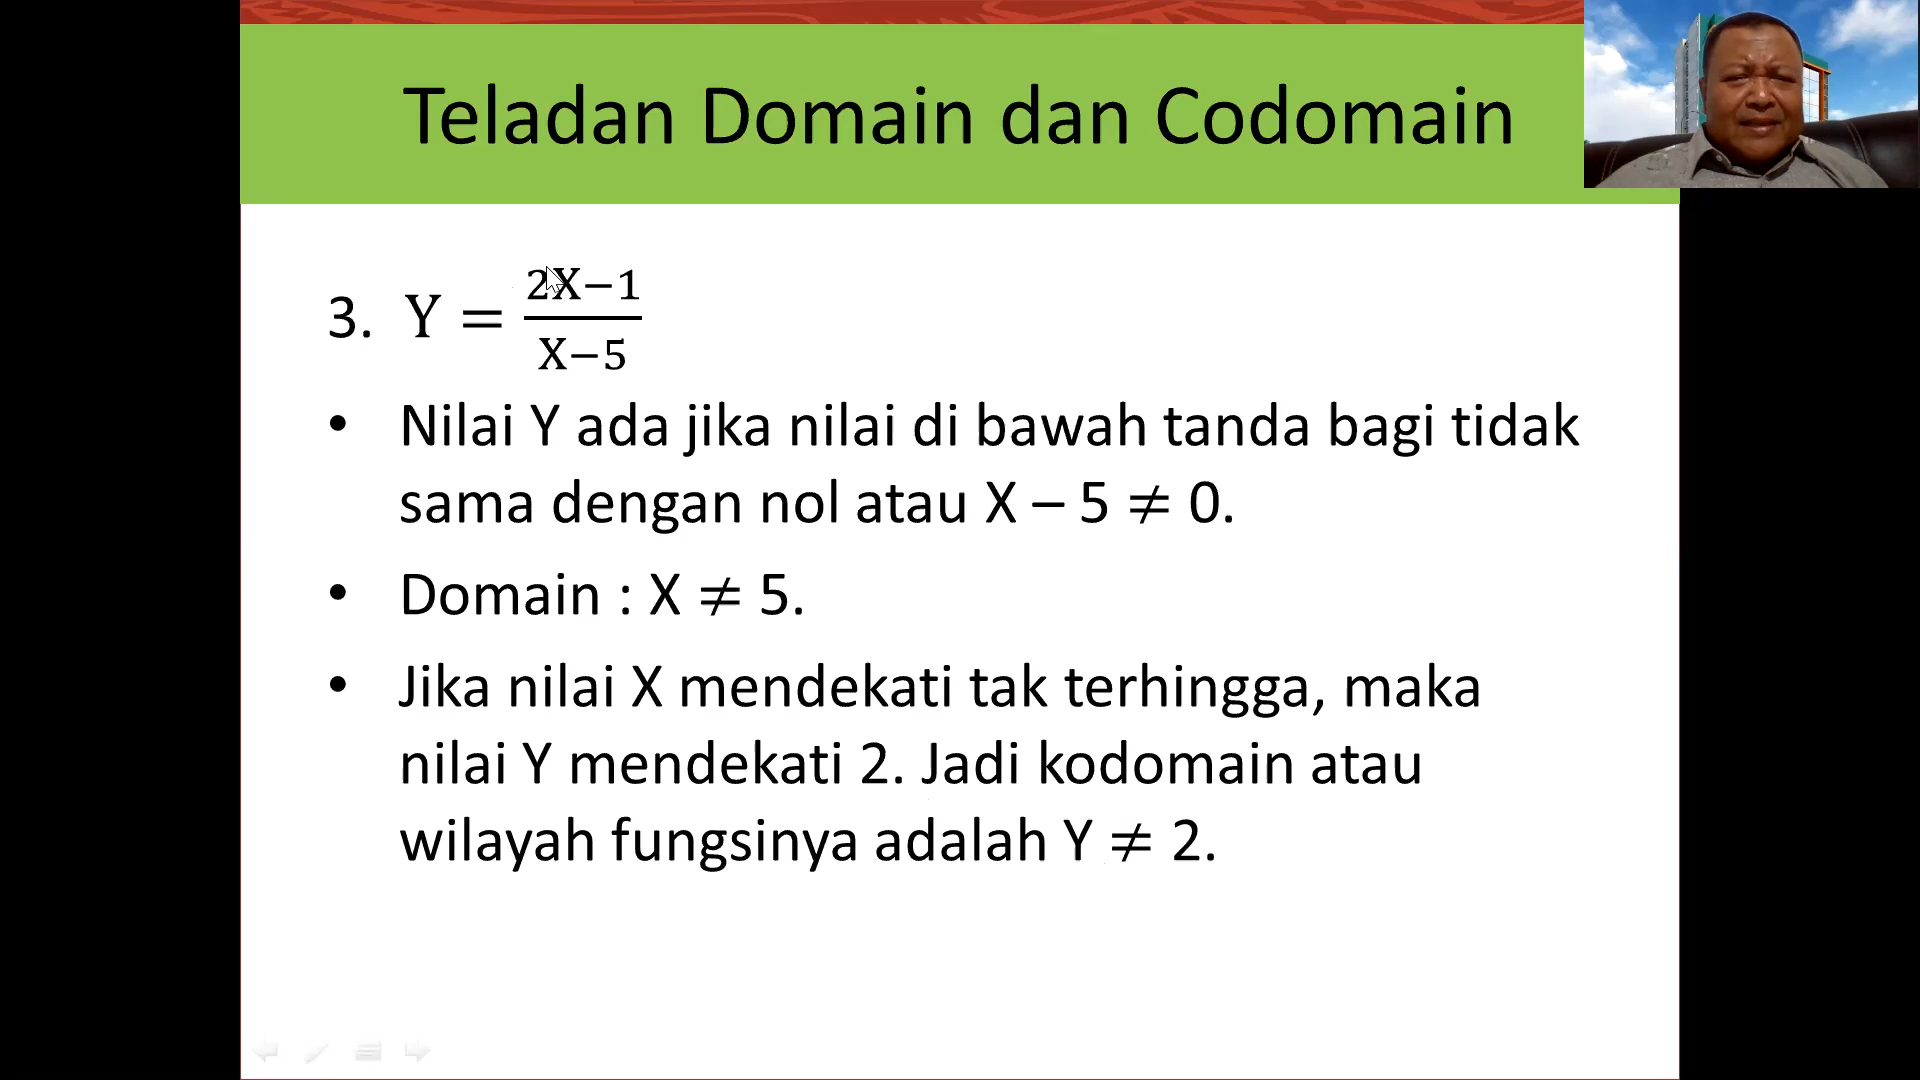 Teladan Domain dan Codomain
3. Y = \frac{2X−1}{X−5}
• Nilai Y ada jika nilai di bawah tanda bagi tidak
sama dengan nol atau X – 5 ≠ 0.
• Domain : X ≠ 5.
• Jika nilai X mendekati tak terhingga, maka
nilai Y mendekati 2. Jadi kodomain atau
wilayah fungsinya adalah Y ≠ 2.